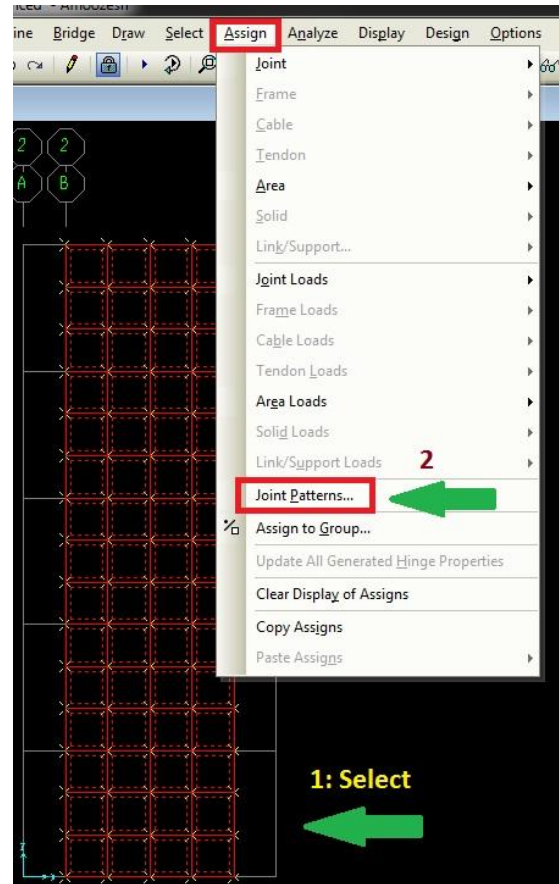 nced - Amoozesh
ine Bridge Draw Select Assign Analyze Display Design Options
Joint
Frame
Cable
Tendon
Area
Solid
Link/Support...
Joint Loads
Frame Loads
Cable Loads
Tendon Loads
Area Loads
Solid Loads
Link/Support Loads 2
Joint Patterns...
Assign to Group...
Update All Generated Hinge Properties
Clear Display of Assigns
Copy Assigns
Paste Assigns
2 2
A B
1: Select